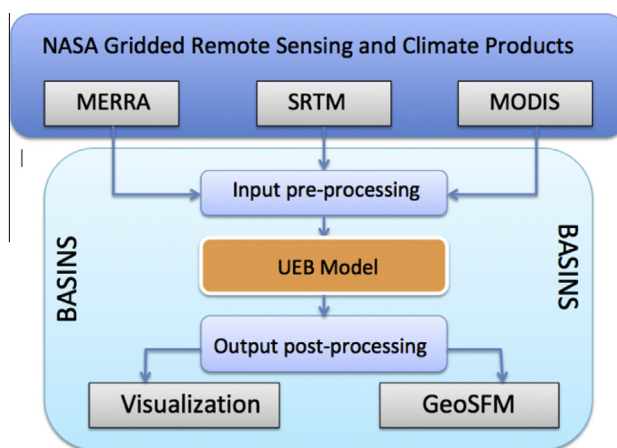 NASA Gridded Remote Sensing and Climate Products
MERRA
SRTM
MODIS
Input pre-processing
BASINS
BASINS
UEB Model
Output post-processing
Visualization
GeoSFM